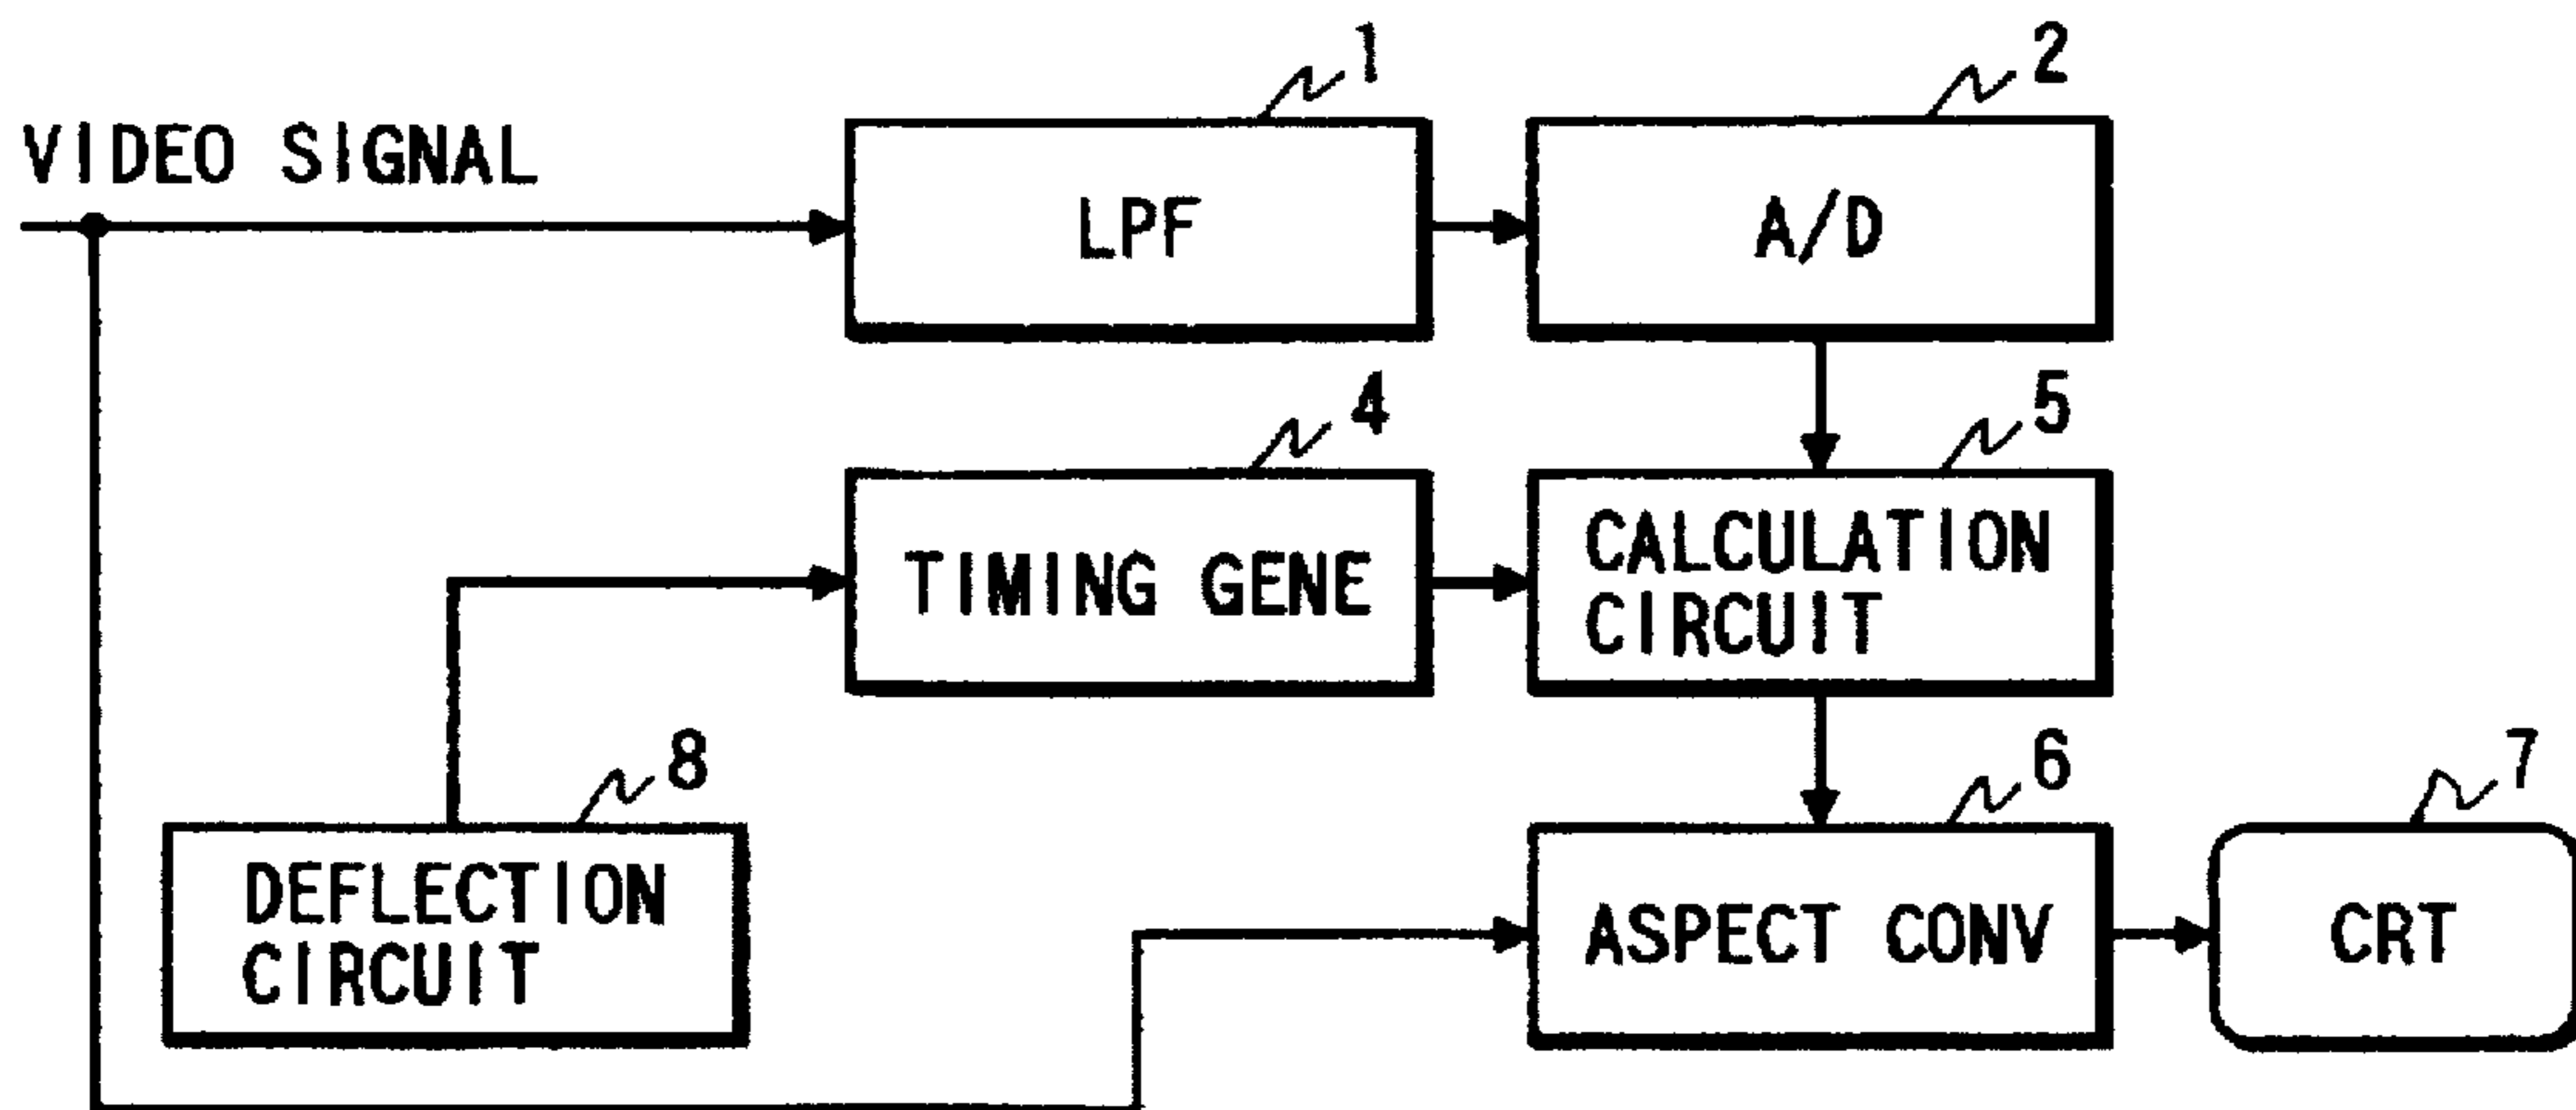 1
2
VIDEO SIGNAL
LPF
A/D
4
5
TIMING GENE
CALCULATION
CIRCUIT
8
6
7
DEFLECTION
CIRCUIT
ASPECT CONV
CRT